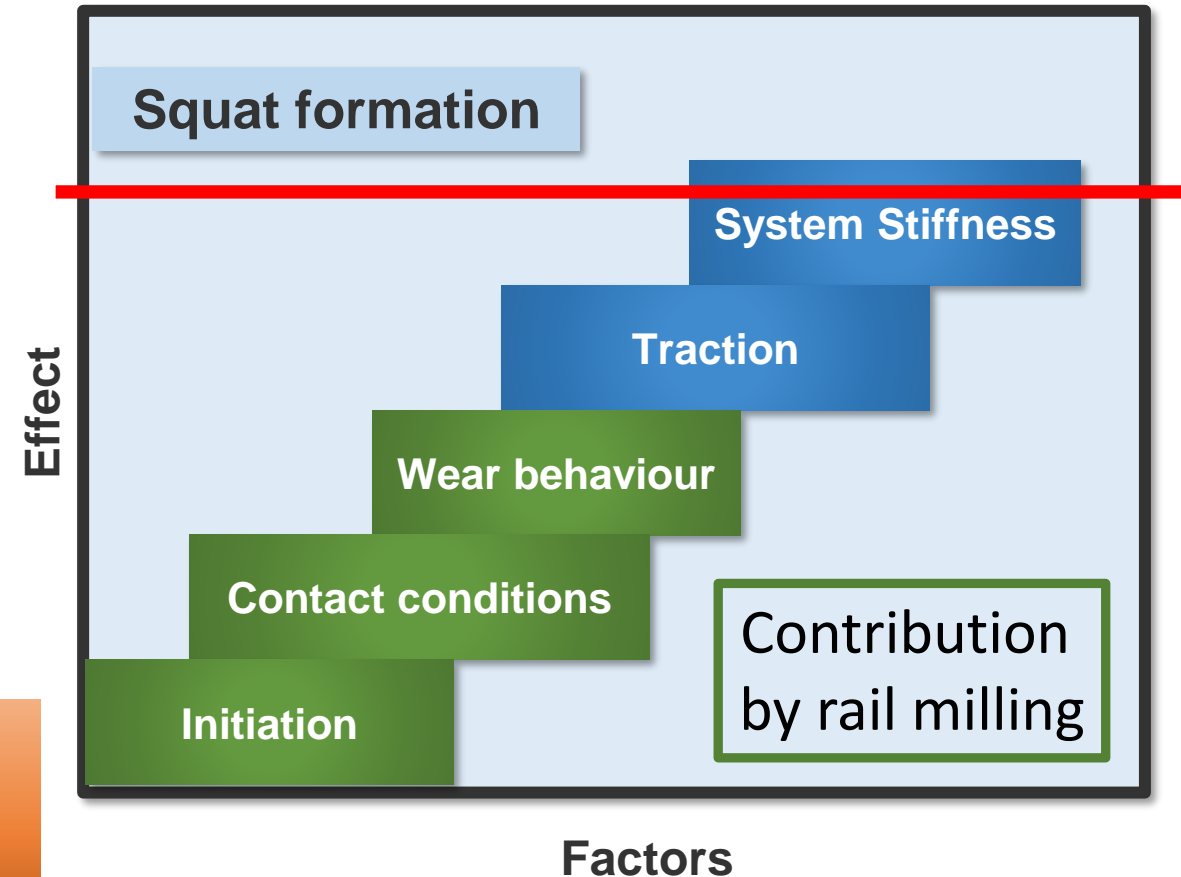 Squat formation
System Stiffness
Traction
Effect
Wear behaviour
Contact conditions
Contribution
by rail milling
Initiation
Factors